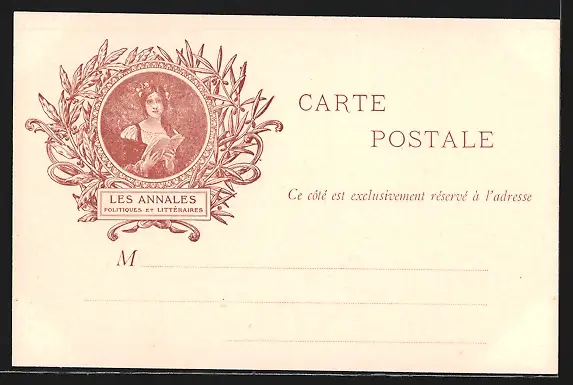 CARTE
POSTALE
LES ANNALES
POLITIQUES ET LITTÉRAIRES
Ce côté est exclusivement réservé à l'adresse
M